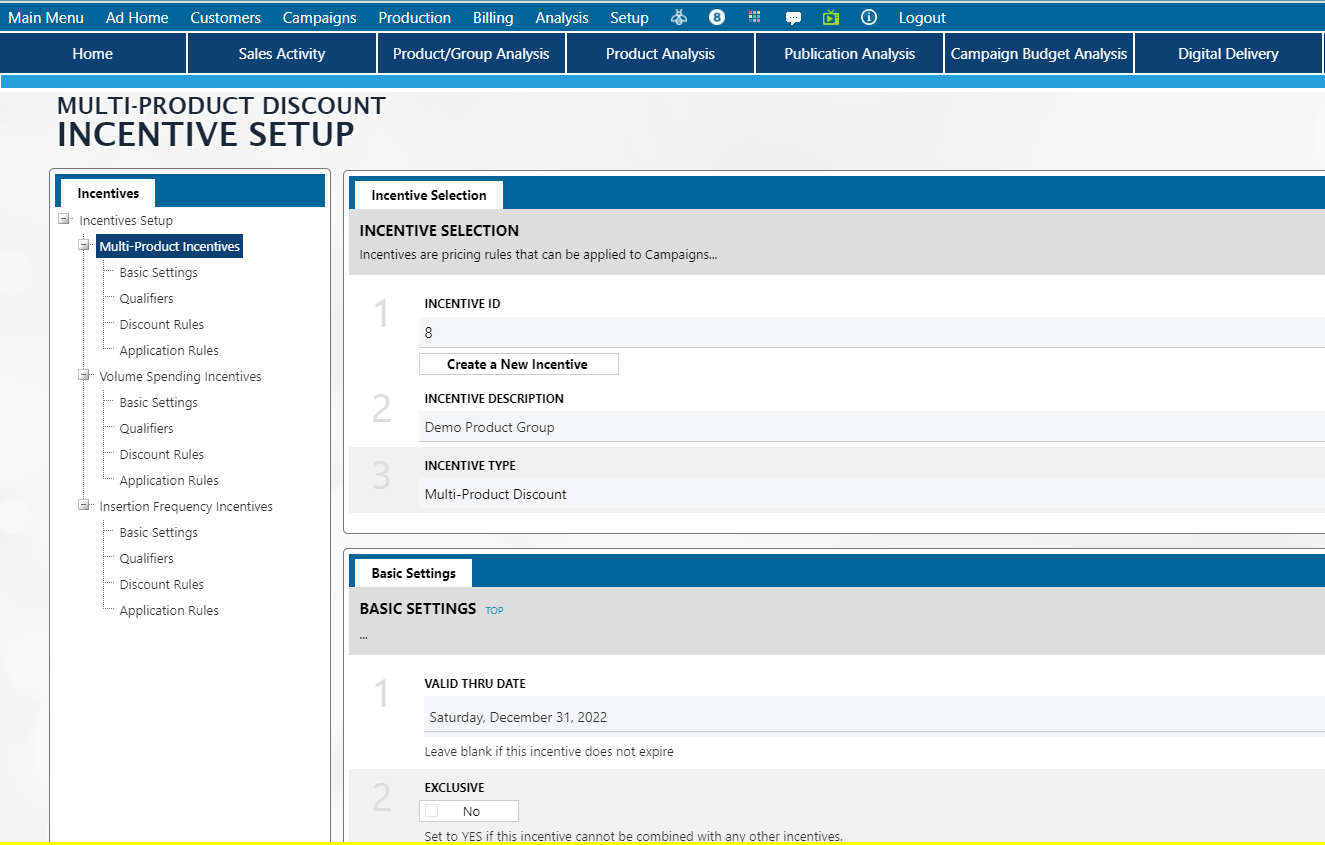 Main Menu Ad Home Customers Campaigns Production Billing Analysis Setup 8 Logout
Home Sales Activity Product/Group Analysis Product Analysis Publication Analysis Campaign Budget Analysis Digital Delivery
MULTI-PRODUCT DISCOUNT
INCENTIVE SETUP
Incentives
Incentives Setup
Multi-Product Incentives
Basic Settings
Qualifiers
Discount Rules
Application Rules
Volume Spending Incentives
Basic Settings
Qualifiers
Discount Rules
Application Rules
Insertion Frequency Incentives
Basic Settings
Qualifiers
Discount Rules
Application Rules
Incentive Selection
INCENTIVE SELECTION
Incentives are pricing rules that can be applied to Campaigns...
1 INCENTIVE ID
8
Create a New Incentive
2 INCENTIVE DESCRIPTION
Demo Product Group
3 INCENTIVE TYPE
Multi-Product Discount
Basic Settings
BASIC SETTINGS TOP
...
1 VALID THRU DATE
Saturday, December 31, 2022
Leave blank if this incentive does not expire
2 EXCLUSIVE
No
Set to YES if this incentive cannot be combined with any other incentives.